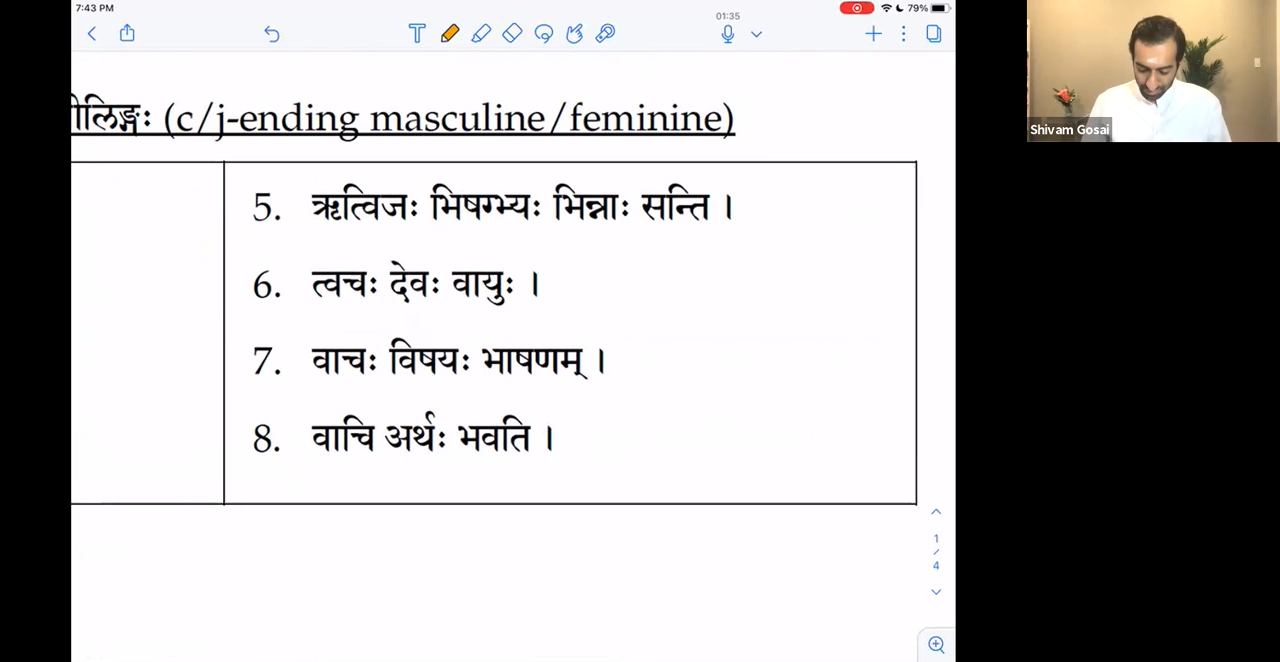 7:43 PM
79%
01:35
ीलिङ्गः (c/j-ending masculine/feminine)
5. ऋत्विजः भिषग्भ्यः भिन्नाः सन्ति ।
6. त्वचः देवः वायुः ।
7. वाचः विषयः भाषणम् ।
8. वाचि अर्थः भवति ।
1
/
4
Shivam Gosai